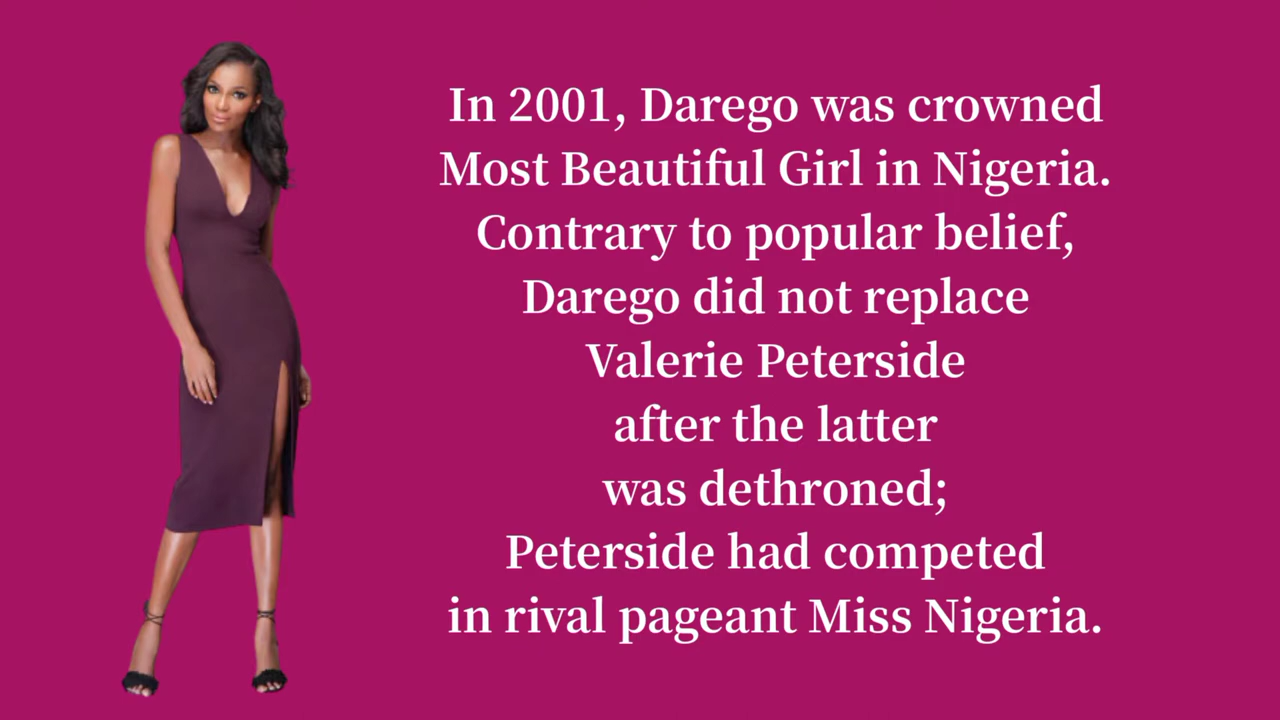 In 2001, Darego was crowned
Most Beautiful Girl in Nigeria.
Contrary to popular belief,
Darego did not replace
Valerie Peterside
after the latter
was dethroned;
Peterside had competed
in rival pageant Miss Nigeria.